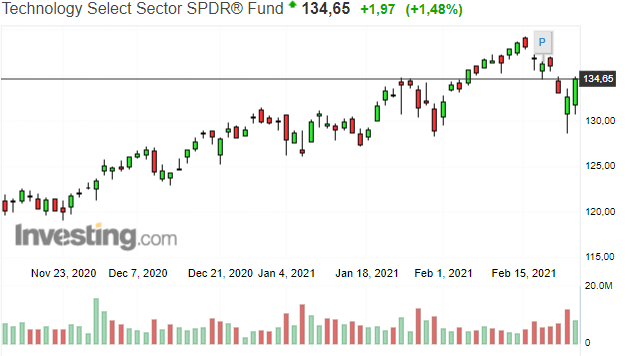 Technology Select Sector SPDR® Fund 134,65 +1,97 (+1,48%)
P
134,65
130,00
125,00
120,00
115,00
Investing.com
Nov 23, 2020 Dec 7, 2020 Dec 21, 2020 Jan 4, 2021 Jan 18, 2021 Feb 1, 2021 Feb 15, 2021
20.0M
0